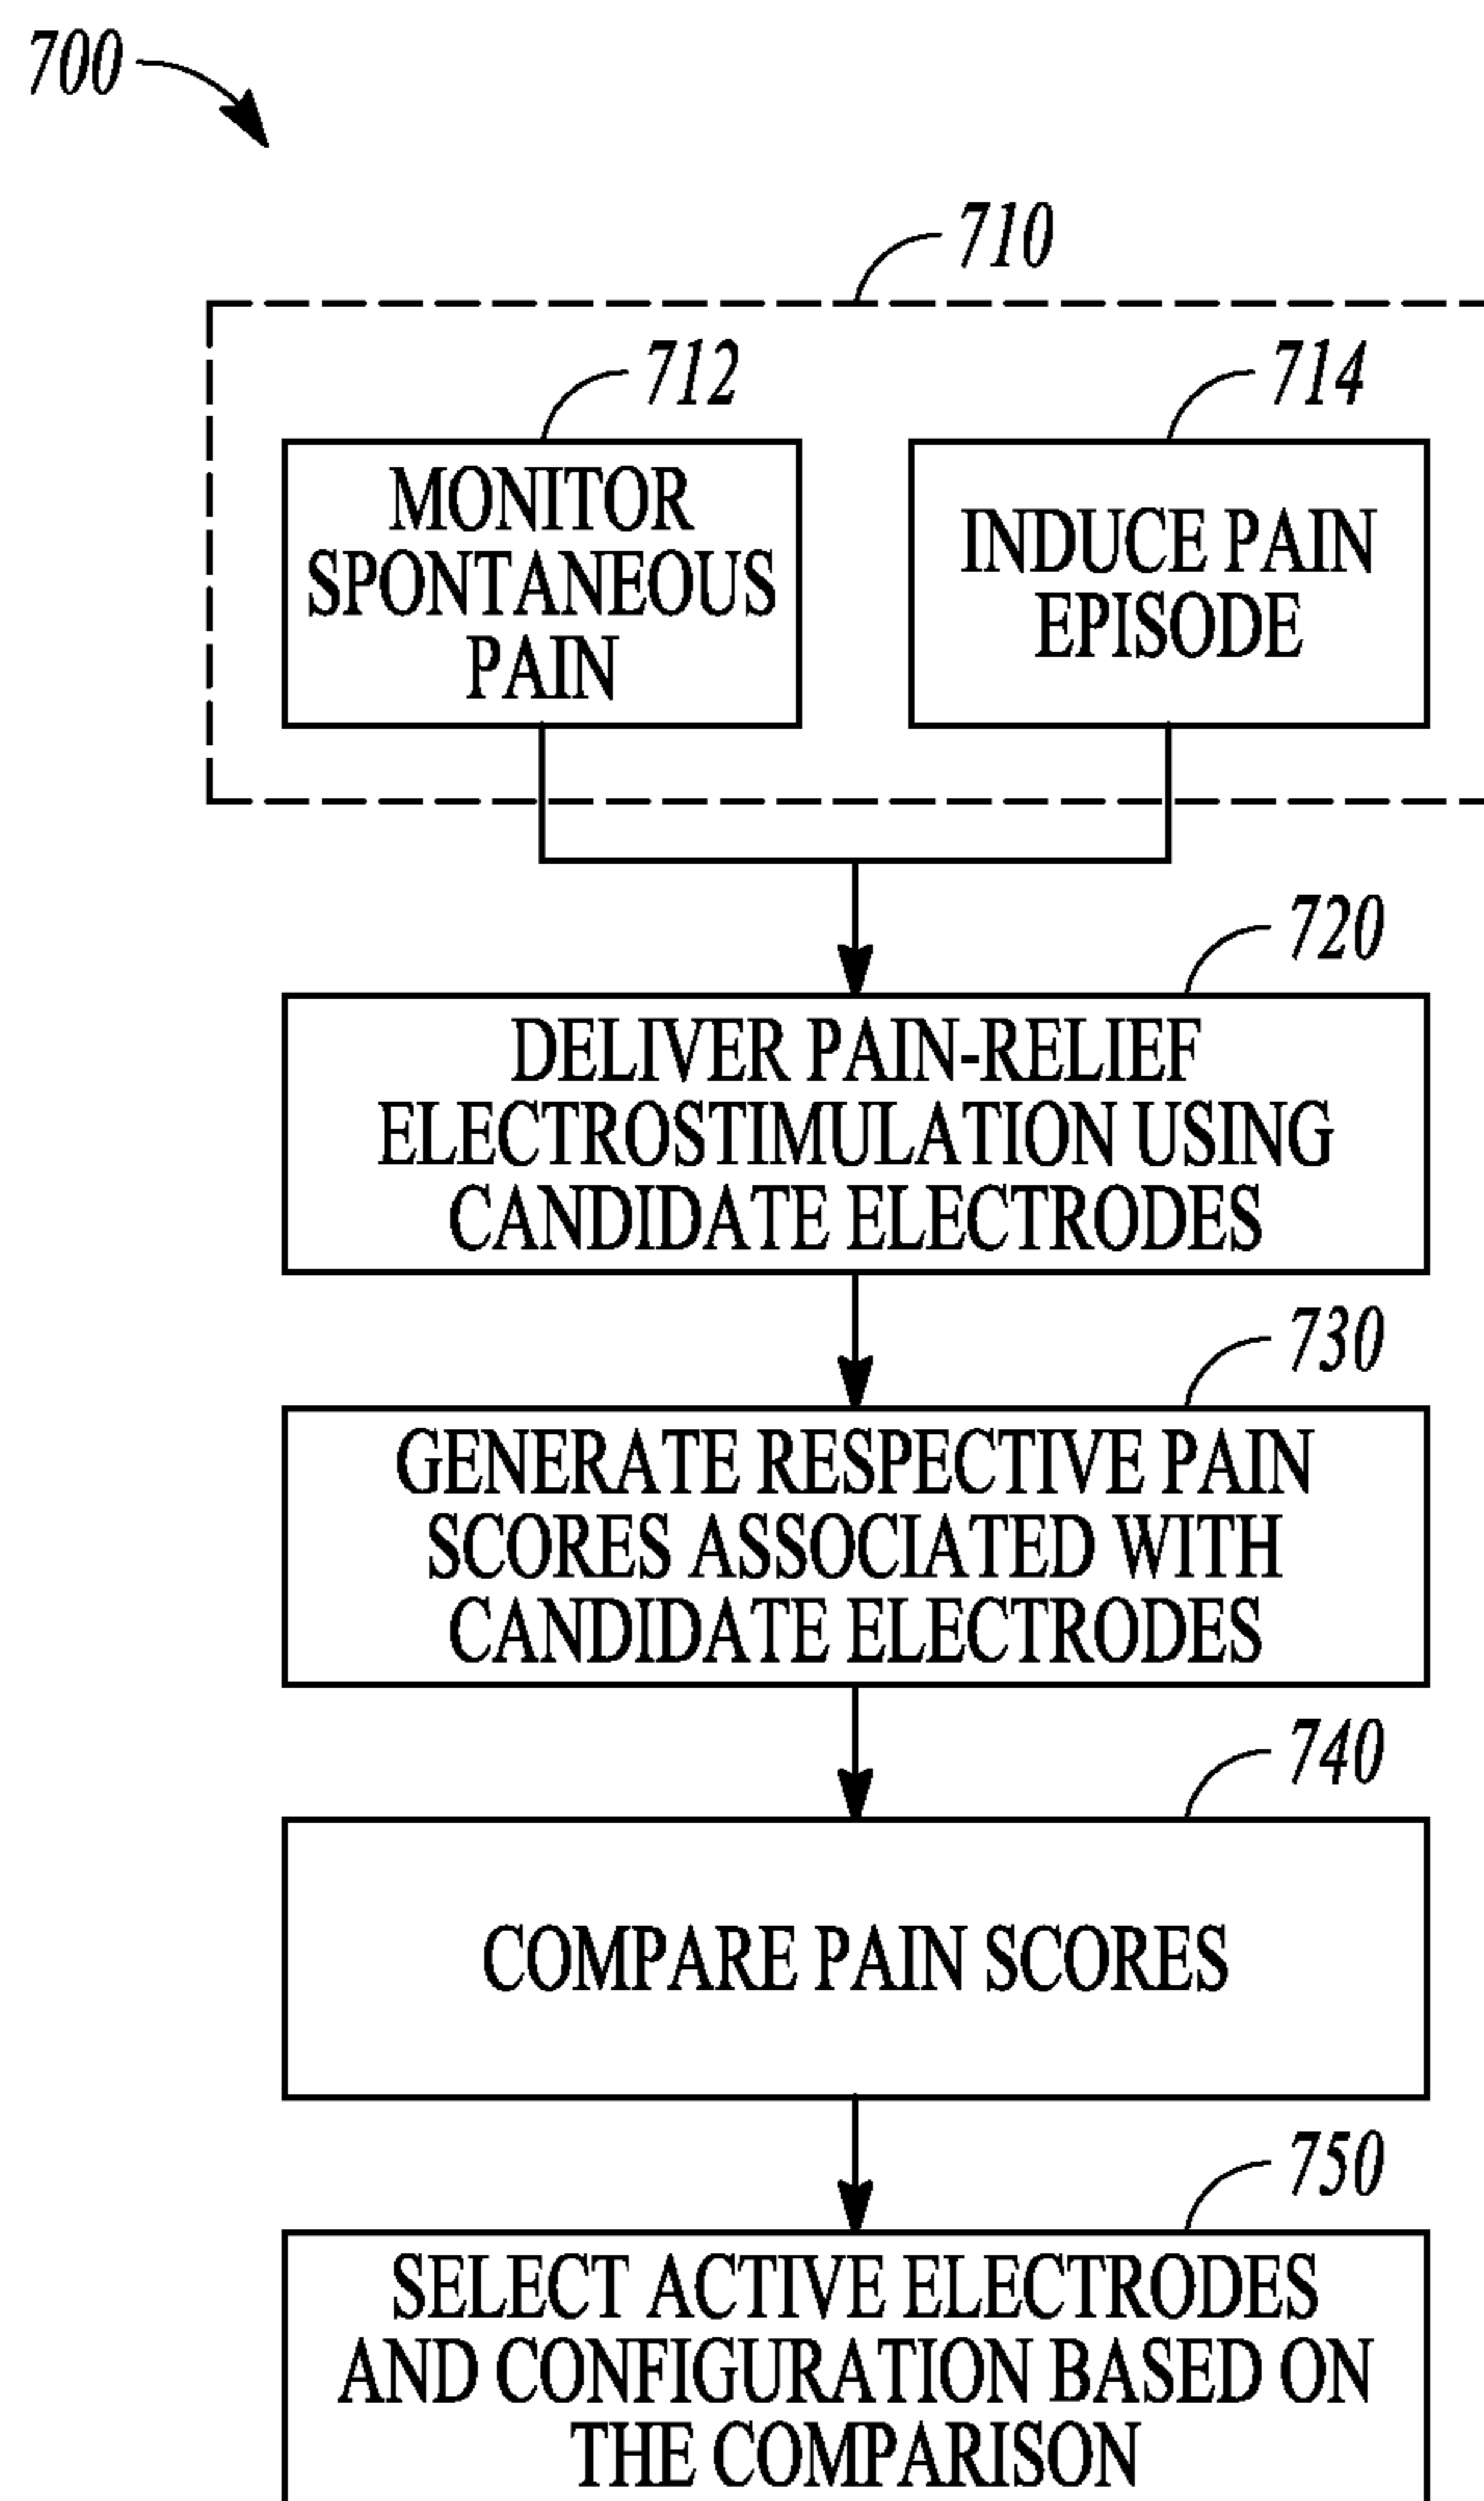 700
710
712
714
MONITOR
SPONTANEOUS
PAIN
INDUCE PAIN
EPISODE
720
DELIVER PAIN-RELIEF
ELECTROSTIMULATION USING
CANDIDATE ELECTRODES
730
GENERATE RESPECTIVE PAIN
SCORES ASSOCIATED WITH
CANDIDATE ELECTRODES
740
COMPARE PAIN SCORES
750
SELECT ACTIVE ELECTRODES
AND CONFIGURATION BASED ON
THE COMPARISON